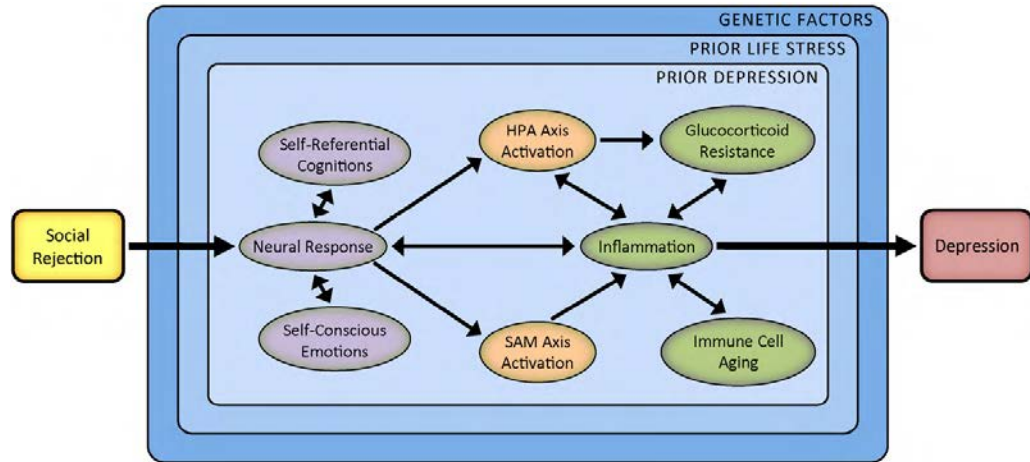 GENETIC FACTORS
PRIOR LIFE STRESS
PRIOR DEPRESSION
Self-Referential
Cognitions
HPA Axis
Activation
Glucocorticoid
Resistance
Social
Rejection
Neural Response
Inflammation
Depression
Self-Conscious
Emotions
SAM Axis
Activation
Immune Cell
Aging